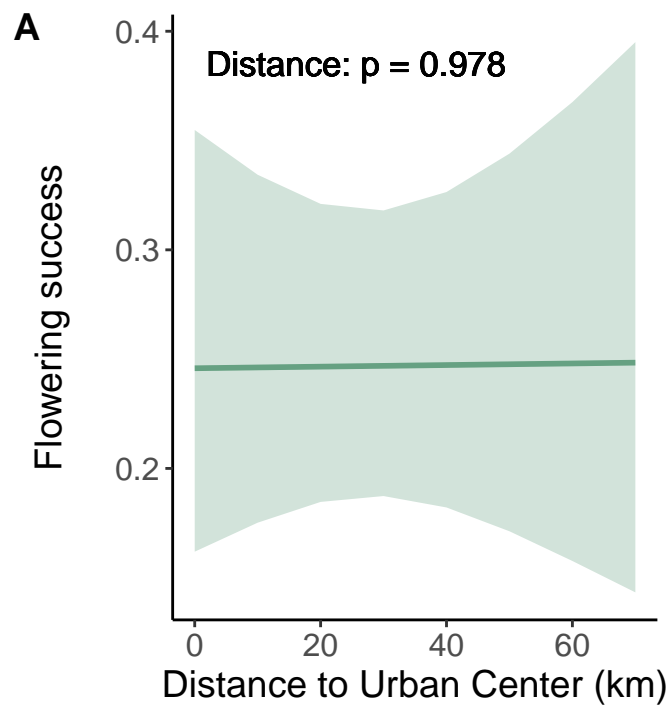 A
Distance: p = 0.978
0.4
0.3
0.2
Flowering success
0 20 40 60
Distance to Urban Center (km)